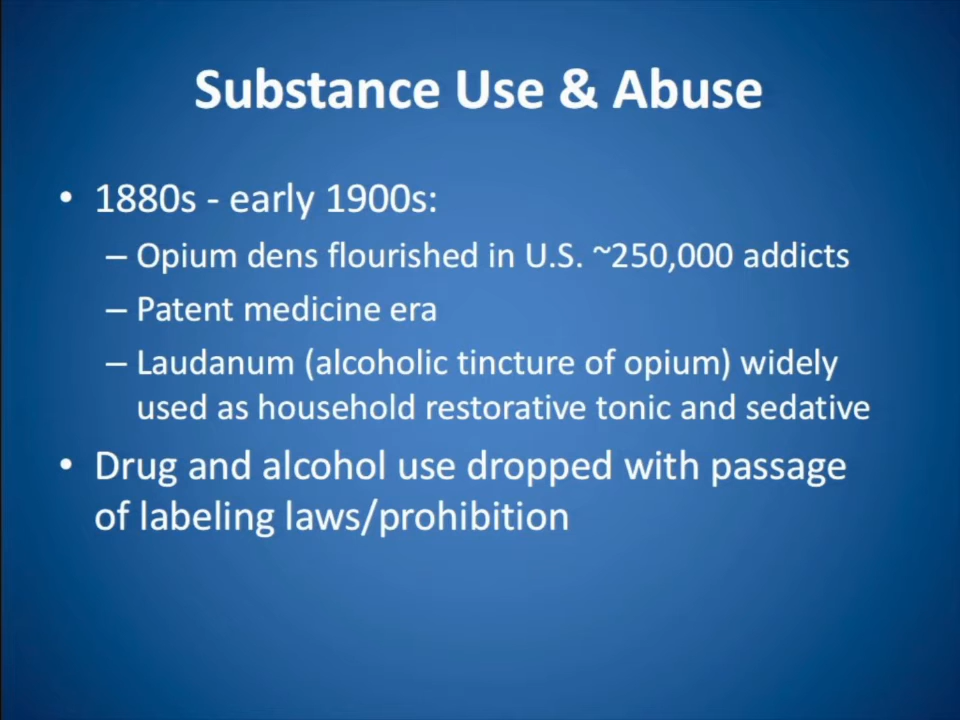 Substance Use & Abuse
• 1880s - early 1900s:
– Opium dens flourished in U.S. ~250,000 addicts
– Patent medicine era
– Laudanum (alcoholic tincture of opium) widely
used as household restorative tonic and sedative
• Drug and alcohol use dropped with passage
of labeling laws/prohibition